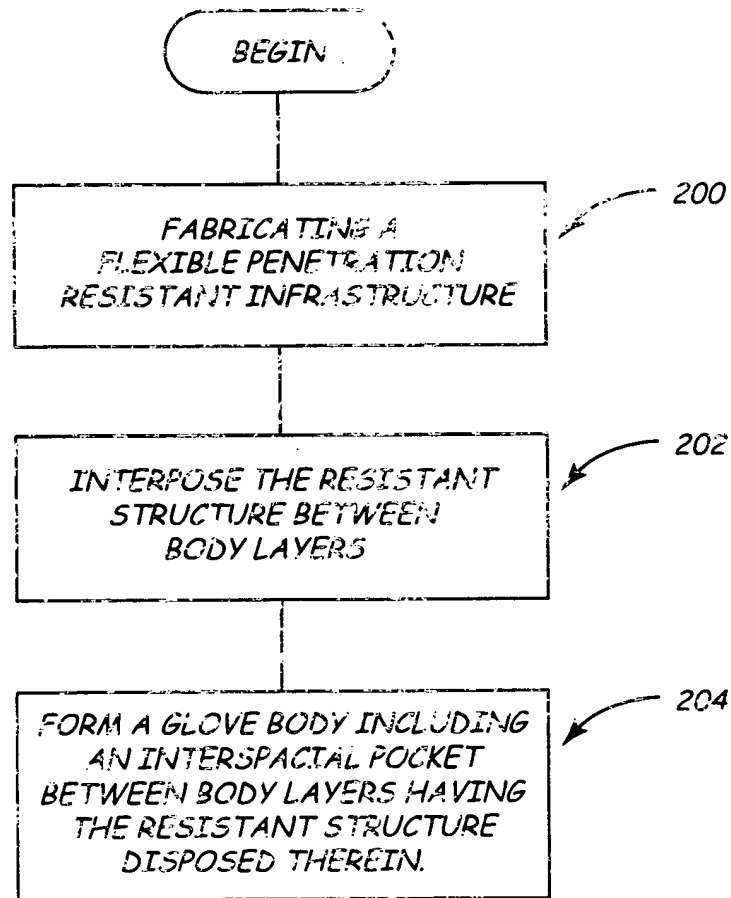 BEGIN
200
FABRICATING A
FLEXIBLE PENETRATION
RESISTANT INFRASTRUCTURE
202
INTERPOSE THE RESISTANT
STRUCTURE BETWEEN
BODY LAYERS
204
FORM A GLOVE BODY INCLUDING
AN INTERSPACIAL POCKET
BETWEEN BODY LAYERS HAVING
THE RESISTANT STRUCTURE
DISPOSED THEREIN.